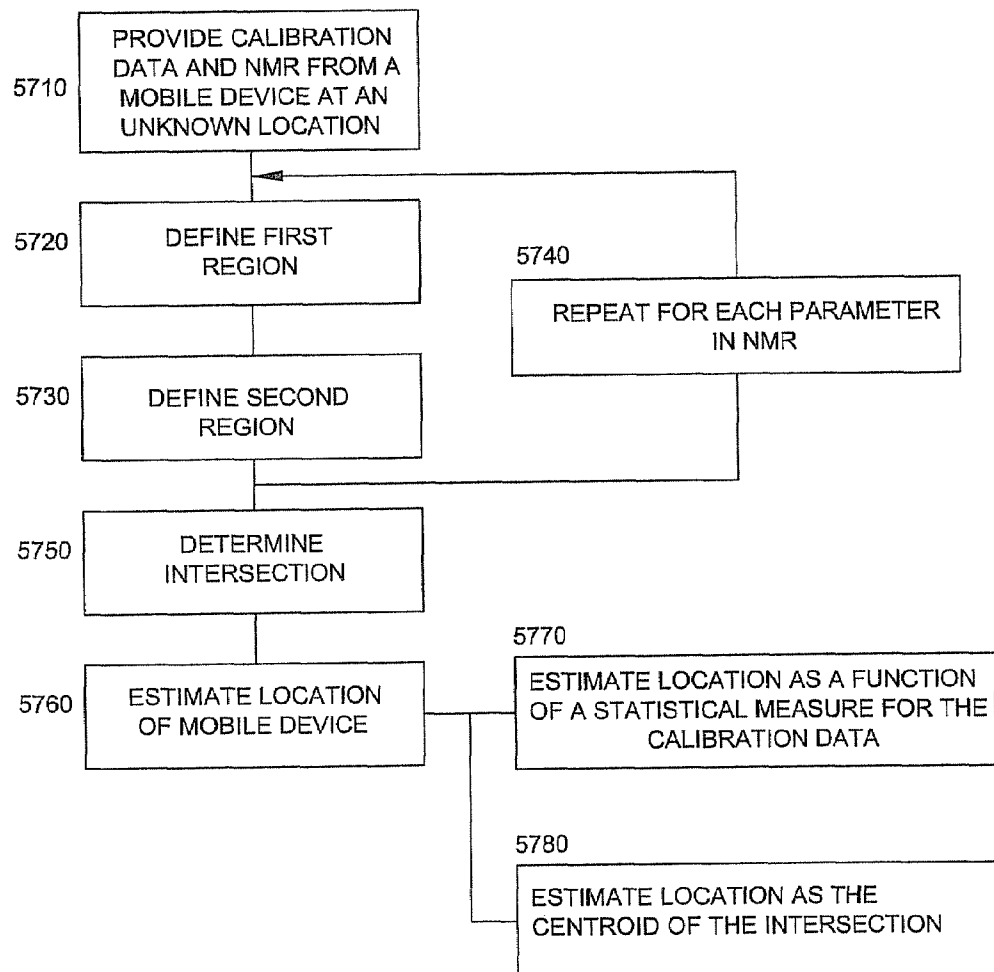 5710
PROVIDE CALIBRATION
DATA AND NMR FROM A
MOBILE DEVICE AT AN
UNKNOWN LOCATION
5720
DEFINE FIRST
REGION
5740
REPEAT FOR EACH PARAMETER
IN NMR
5730
DEFINE SECOND
REGION
5750
DETERMINE
INTERSECTION
5760
ESTIMATE LOCATION
OF MOBILE DEVICE
5770
ESTIMATE LOCATION AS A FUNCTION
OF A STATISTICAL MEASURE FOR THE
CALIBRATION DATA
5780
ESTIMATE LOCATION AS THE
CENTROID OF THE INTERSECTION